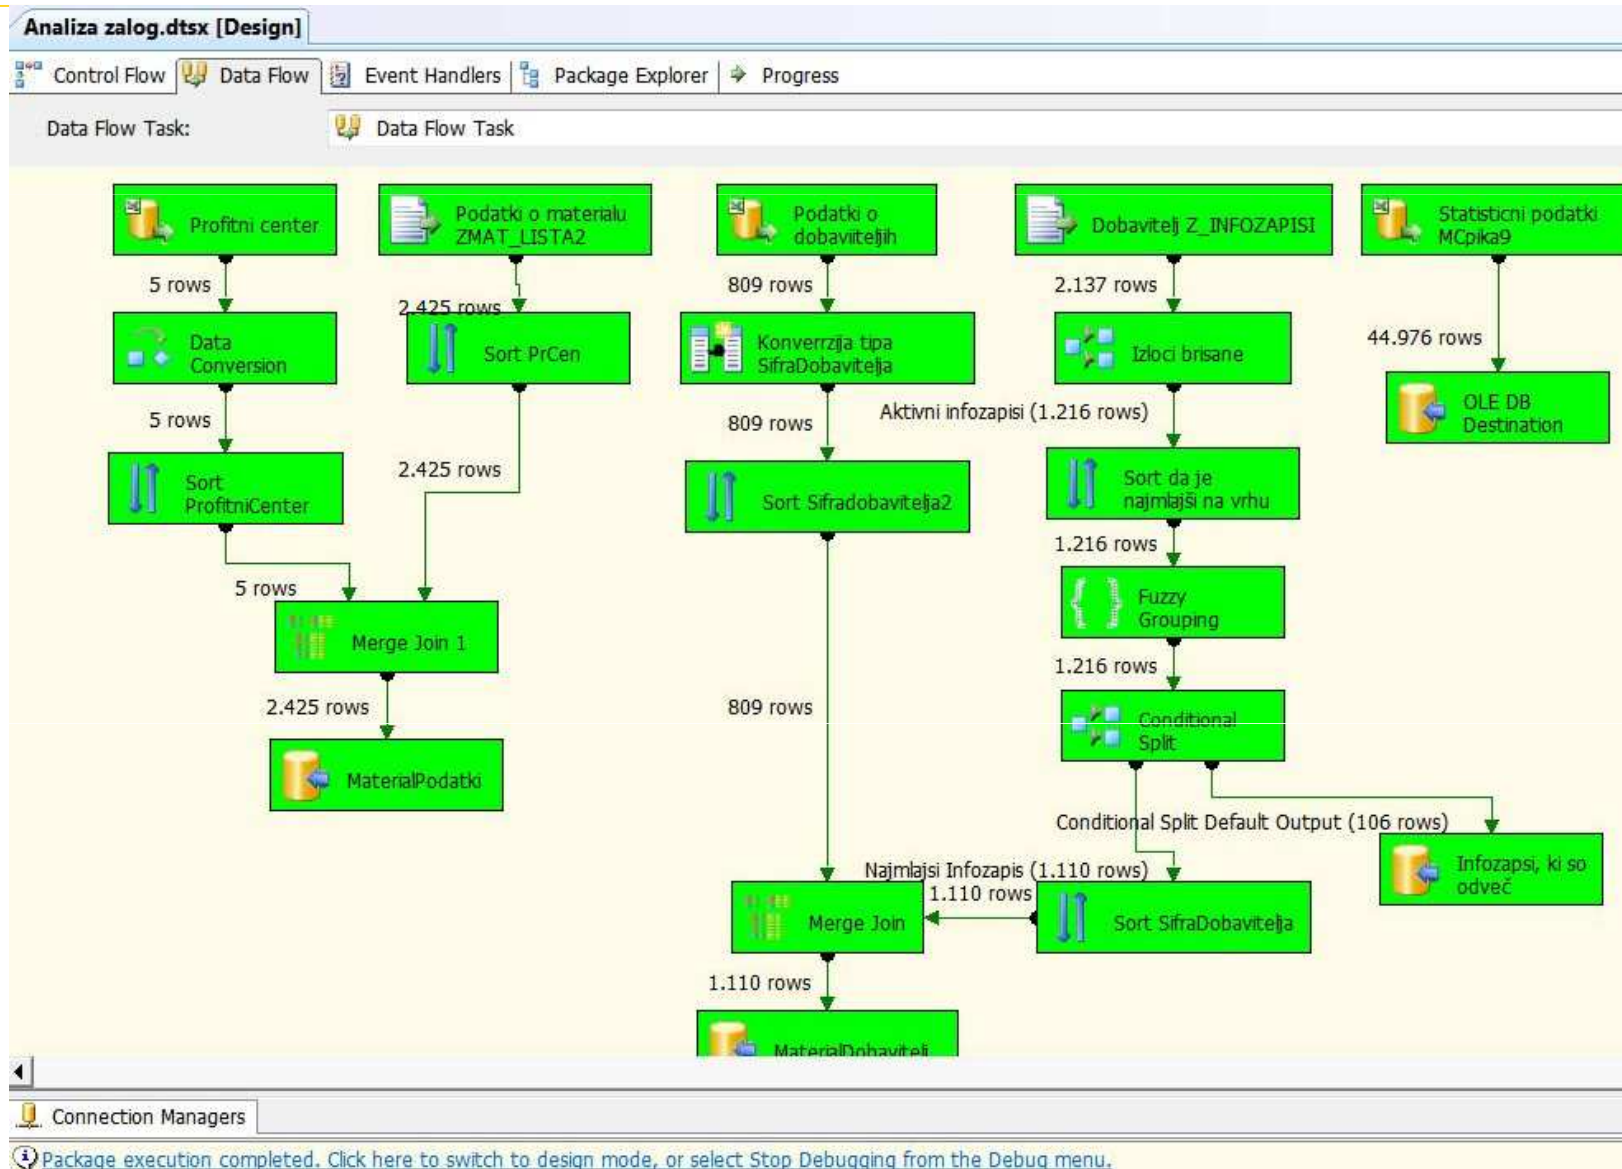 Analiza zalog.dtsx [Design]
Control Flow
Data Flow
Event Handlers
Package Explorer
Progress
Data Flow Task:
Data Flow Task
Profitni center
Podatki o materialu
ZMAT_LISTA2
Podatki o
dobaviiteljih
Dobavitelj Z_INFOZAPISI
Statisticni podatki
MCpika9
5 rows
2.425 rows
809 rows
2.137 rows
44.976 rows
Data
Conversion
Sort PrCen
Konverrzija tipa
SifraDobavitelja
Izloci brisane
OLE DB
Destination
5 rows
2.425 rows
809 rows
Aktivni infozapisi (1.216 rows)
Sort
ProfitniCenter
Sort Sifradobavitelja2
Sort da je
najmlajši na vrhu
1.216 rows
5 rows
Fuzzy
Grouping
Merge Join 1
1.216 rows
2.425 rows
809 rows
Conditional
Split
MaterialPodatki
Conditional Split Default Output (106 rows)
Najmlajsi Infozapis (1.110 rows)
Infozapsi, ki so
odveč
1.110 rows
Merge Join
Sort SifraDobavitelja
1.110 rows
MaterialDobavitelj
Connection Managers
Package execution completed. Click here to switch to design mode, or select Stop Debugging from the Debug menu.